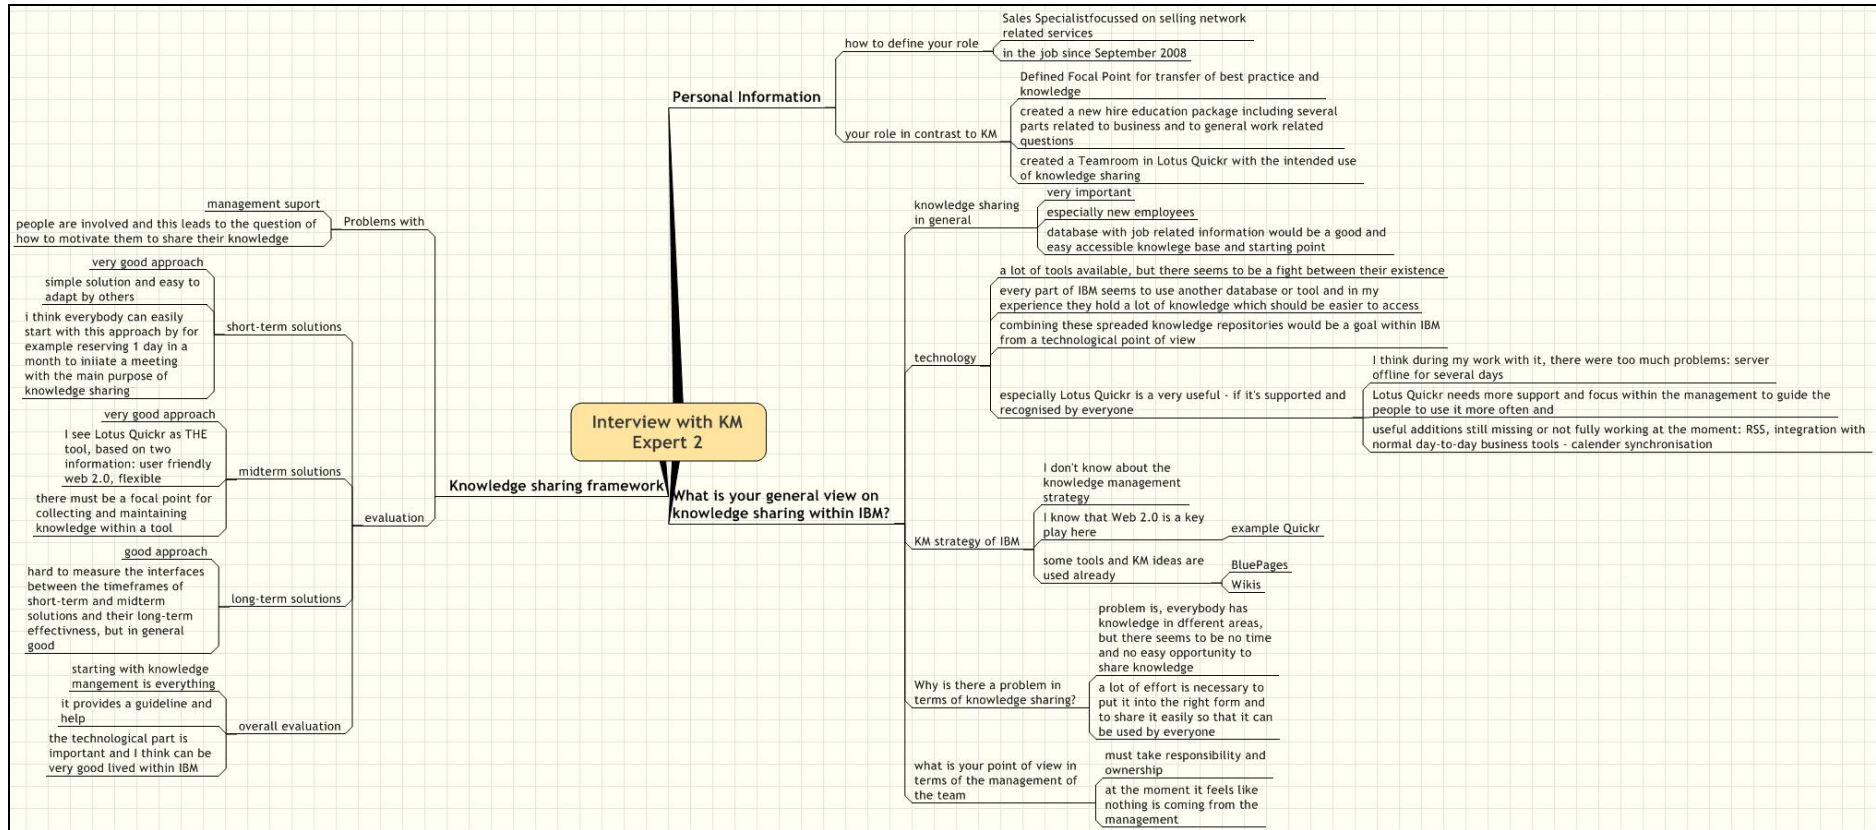 Interview with KM
Expert 2
Personal Information
how to define your role
Sales Specialistfocussed on selling network
related services
in the job since September 2008
your role in contrast to KM
Defined Focal Point for transfer of best practice and
knowledge
created a new hire education package including several
parts related to business and to general work related
questions
created a Teamroom in Lotus Quickr with the intended use
of knowledge sharing
What is your general view on
knowledge sharing within IBM?
knowledge sharing
in general
very important
especially new employees
database with job related information would be a good and
easy accessible knowlege base and starting point
technology
a lot of tools available, but there seems to be a fight between their existence
every part of IBM seems to use another database or tool and in my
experience they hold a lot of knowledge which should be easier to access
combining these spreaded knowledge repositories would be a goal within IBM
from a technological point of view
especially Lotus Quickr is a very useful - if it's supported and
recognised by everyone
I think during my work with it, there were too much problems: server
offline for several days
Lotus Quickr needs more support and focus within the management to guide the
people to use it more often and
useful additions still missing or not fully working at the moment: RSS, integration with
normal day-to-day business tools - calender synchronisation
KM strategy of IBM
I don't know about the
knowledge management
strategy
I know that Web 2.0 is a key
play here
example Quickr
some tools and KM ideas are
used already
BluePages
Wikis
Why is there a problem in
terms of knowledge sharing?
problem is, everybody has
knowledge in dfferent areas,
but there seems to be no time
and no easy opportunity to
share knowledge
a lot of effort is necessary to
put it into the right form and
to share it easily so that it can
be used by everyone
what is your point of view in
terms of the management of
the team
must take responsibility and
ownership
at the moment it feels like
nothing is coming from the
management
Knowledge sharing framework
Problems with
management suport
people are involved and this leads to the question of
how to motivate them to share their knowledge
evaluation
short-term solutions
very good approach
simple solution and easy to
adapt by others
i think everybody can easily
start with this approach by for
example reserving 1 day in a
month to iniiate a meeting
with the main purpose of
knowledge sharing
midterm solutions
very good approach
I see Lotus Quickr as THE
tool, based on two
information: user friendly
web 2.0, flexible
there must be a focal point for
collecting and maintaining
knowledge within a tool
long-term solutions
good approach
hard to measure the interfaces
between the timeframes of
short-term and midterm
solutions and their long-term
effectivness, but in general
good
overall evaluation
starting with knowledge
mangement is everything
it provides a guideline and
help
the technological part is
important and I think can be
very good lived within IBM